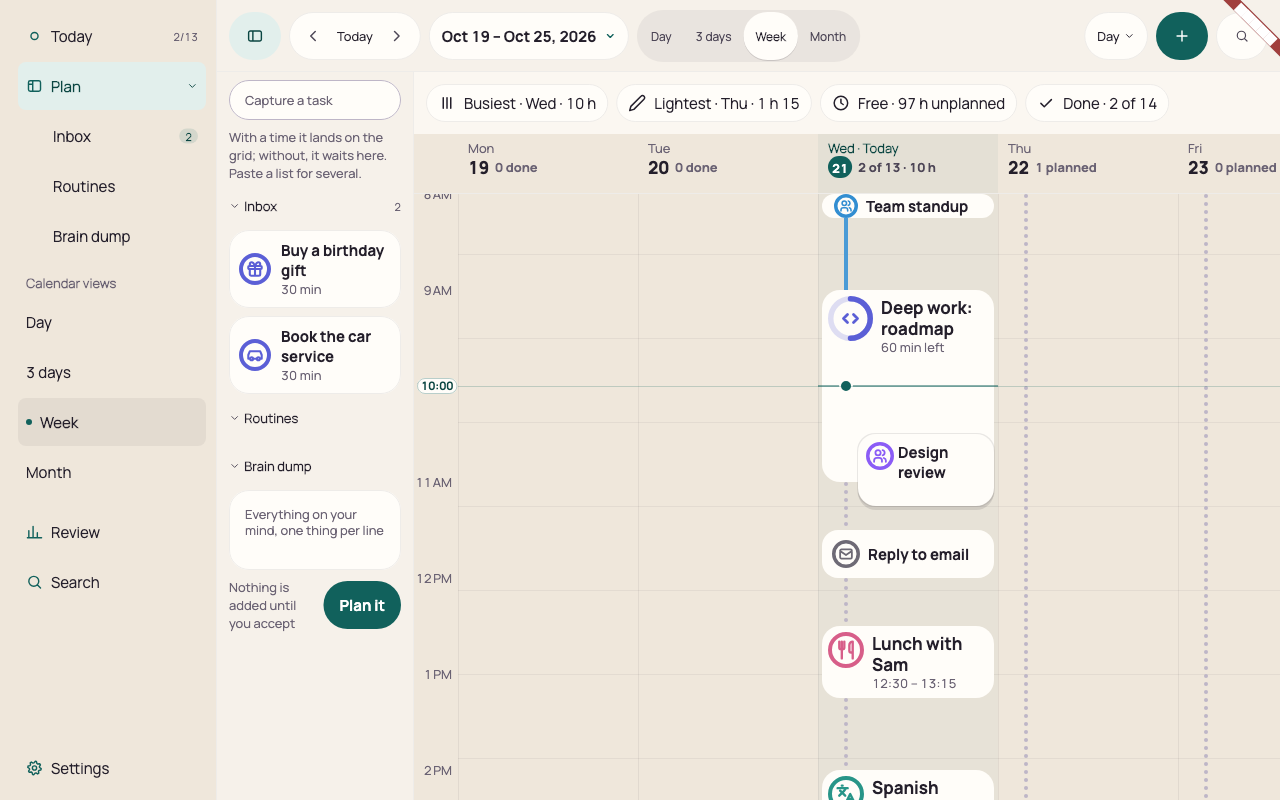 Today
2/13
Plan
Inbox
2
Routines
Brain dump
Calendar views
Day
3 days
Week
Month
Review
Search
Settings
Today
Oct 19 – Oct 25, 2026
Day
3 days
Week
Month
Day
Capture a task
With a time it lands on the
grid; without, it waits here.
Paste a list for several.
Inbox
2
Buy a birthday
gift
30 min
Book the car
service
30 min
Routines
Brain dump
Everything on your
mind, one thing per line
Nothing is
added until
you accept
Plan it
Busiest · Wed · 10 h
Lightest · Thu · 1 h 15
Free · 97 h unplanned
Done · 2 of 14
Mon
19 0 done
Tue
20 0 done
Wed · Today
21 2 of 13 · 10 h
Thu
22 1 planned
Fri
23 0 planned
8 AM
9 AM
10:00
11 AM
12 PM
1 PM
2 PM
Team standup
Deep work:
roadmap
60 min left
Design
review
Reply to email
Lunch with
Sam
12:30 – 13:15
Spanish